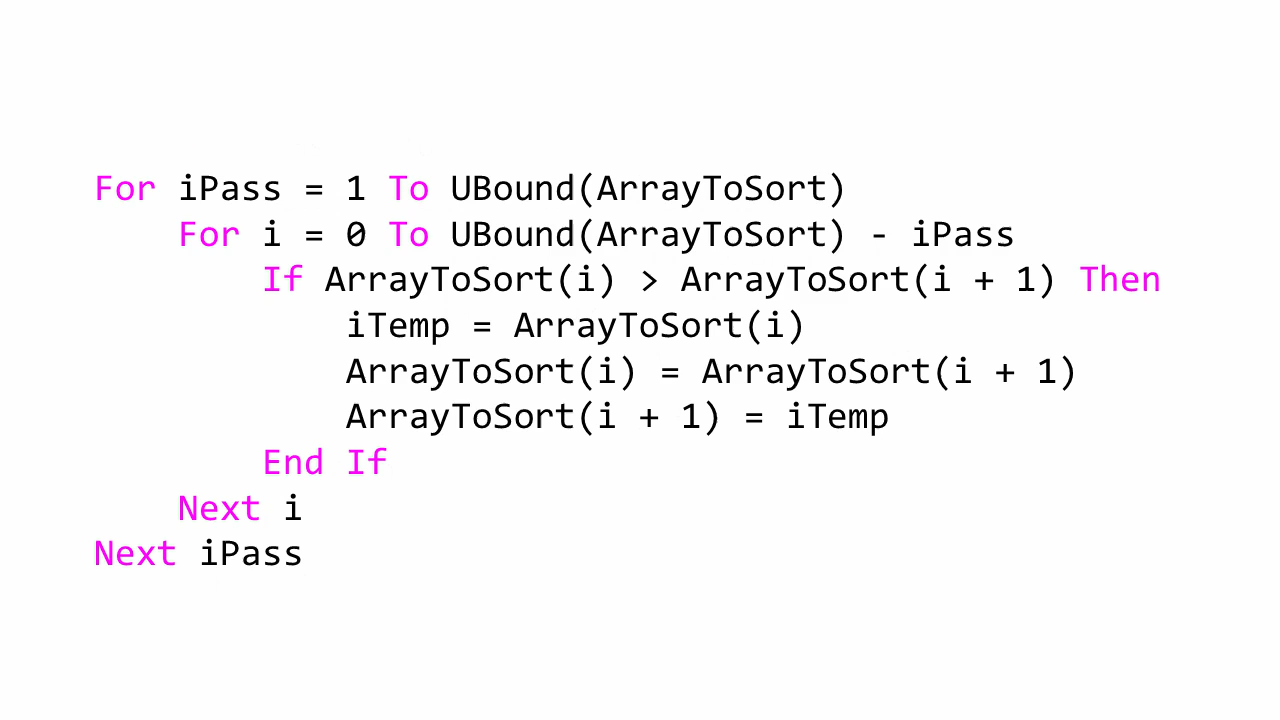 For iPass = 1 To UBound(ArrayToSort)
    For i = 0 To UBound(ArrayToSort) - iPass
        If ArrayToSort(i) > ArrayToSort(i + 1) Then
            iTemp = ArrayToSort(i)
            ArrayToSort(i) = ArrayToSort(i + 1)
            ArrayToSort(i + 1) = iTemp
        End If
    Next i
Next iPass